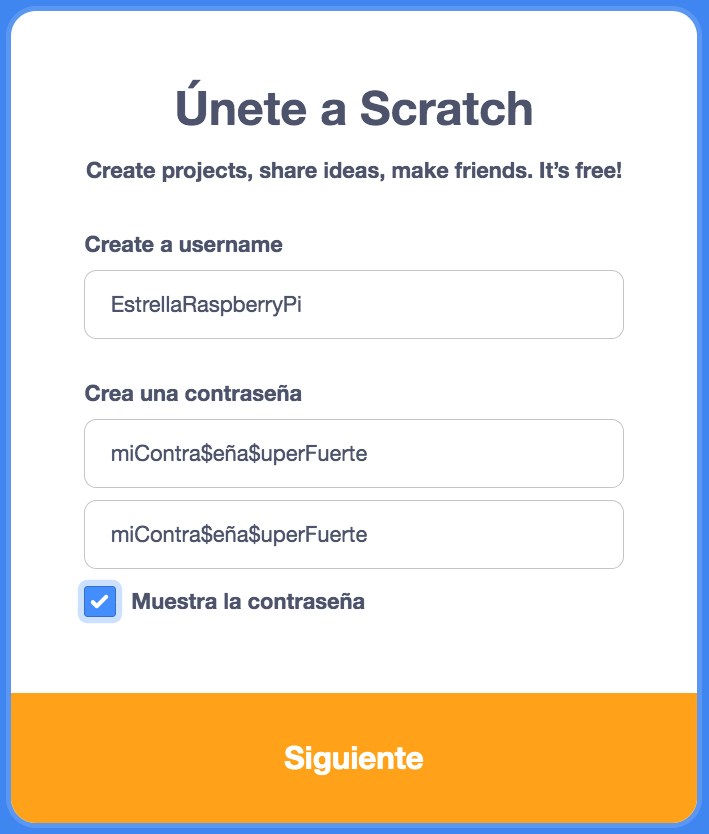 Únete a Scratch
Create projects, share ideas, make friends. It’s free!
Create a username
EstrellaRaspberryPi
Crea una contraseña
miContra$eña$uperFuerte
miContra$eña$uperFuerte
Muestra la contraseña
Siguiente